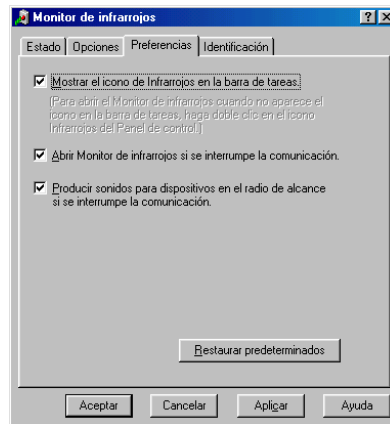 Monitor de infrarrojos
Estado Opciones Preferencias Identificación
Mostrar el icono de Infrarrojos en la barra de tareas.
(Para abrir el Monitor de infrarrojos cuando no aparece el
icono en la barra de tareas, haga doble clic en el icono
Infrarrojos del Panel de control.)
Abrir Monitor de infrarrojos si se interrumpe la comunicación.
Producir sonidos para dispositivos en el radio de alcance
si se interrumpe la comunicación.
Restaurar predeterminados
Aceptar Cancelar Aplicar Ayuda